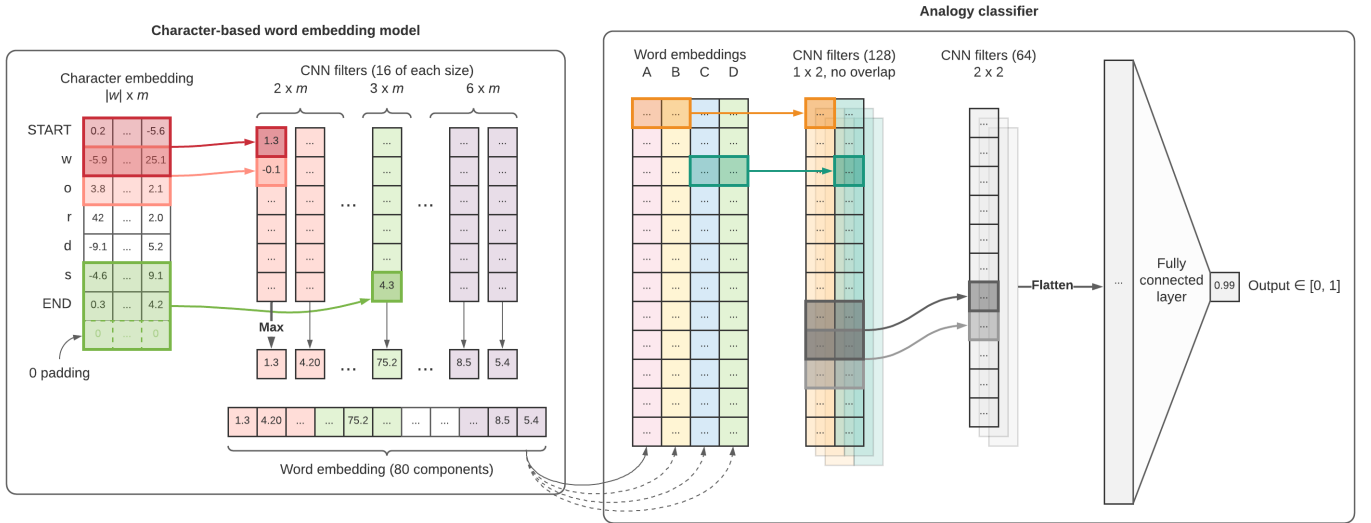 Character-based word embedding model
Character embedding
|w| x m
CNN filters (16 of each size)
2 x m
3 x m
6 x m
START
0.2 ... -5.6
w
-5.9 ... 25.1
o
3.8 ... 2.1
r
42 ... 2.0
d
-9.1 ... 5.2
s
-4.6 ... 9.1
END
0.3 ... 4.2
0 ... 0
0 padding
1.3 ...
-0.1 ...
... ...
... ...
... ...
... ...
...
...
...
...
...
4.3
... ...
... ...
... ...
... ...
... ...
... ...
... ...
Max
1.3 4.20 ... 75.2 ... 8.5 5.4
1.3 4.20 ... ... 75.2 ... ... ... ... 8.5 5.4
Word embedding (80 components)
Analogy classifier
Word embeddings
A B C D
... ... ... ...
... ... ... ...
... ... ... ...
... ... ... ...
... ... ... ...
... ... ... ...
... ... ... ...
... ... ... ...
... ... ... ...
... ... ... ...
... ... ... ...
... ... ... ...
CNN filters (128)
1 x 2, no overlap
... ...
... ...
... ...
... ...
... ...
... ...
... ...
... ...
... ...
... ...
... ...
... ...
CNN filters (64)
2 x 2
...
...
...
...
...
...
...
...
...
...
...
Flatten
...
Fully
connected
layer
0.99
Output ∈ [0, 1]